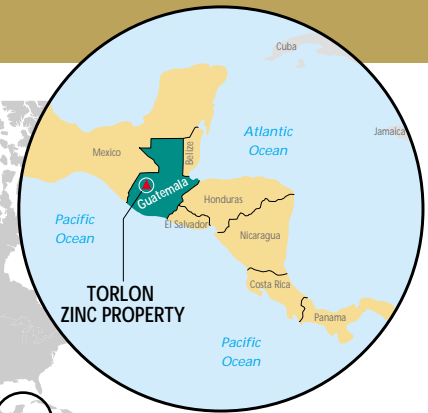 Cuba
Atlantic
Ocean
Jamaica
Mexico
Belize
Guatemala
Honduras
Pacific
Ocean
El Salvador
Nicaragua
Costa Rica
TORLON
ZINC PROPERTY
Panama
Pacific
Ocean